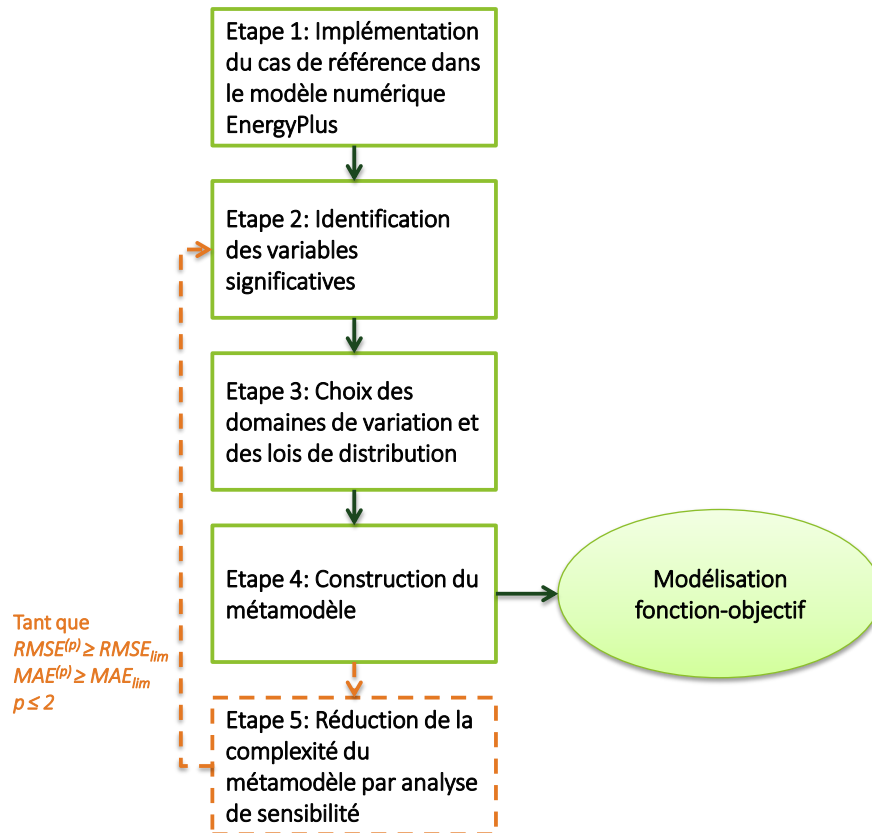 Etape 1: Implémentation
du cas de référence dans
le modèle numérique
EnergyPlus
Etape 2: Identification
des variables
significatives
Etape 3: Choix des
domaines de variation et
des lois de distribution
Etape 4: Construction du
métamodèle
Modélisation
fonction-objectif
Tant que
RMSE(p) ≥ RMSElim
MAE(p) ≥ MAElim
p ≤ 2
Etape 5: Réduction de la
complexité du
métamodèle par analyse
de sensibilité